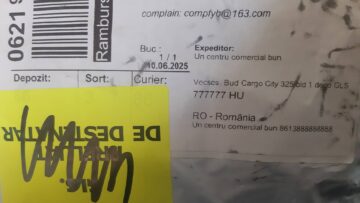 complain: complyb@163.com
0621
Ramburs
Buc :
1 / 1
10.06.2025
Expeditor:
Un centru comercial bun
Depozit:
Sort:
Curier:
Vecses. Bud Cargo City 325/bld 1 depo GLS
777777 HU
RO - România
Un centru comercial bun 8613888888888
DE DESTINATAR